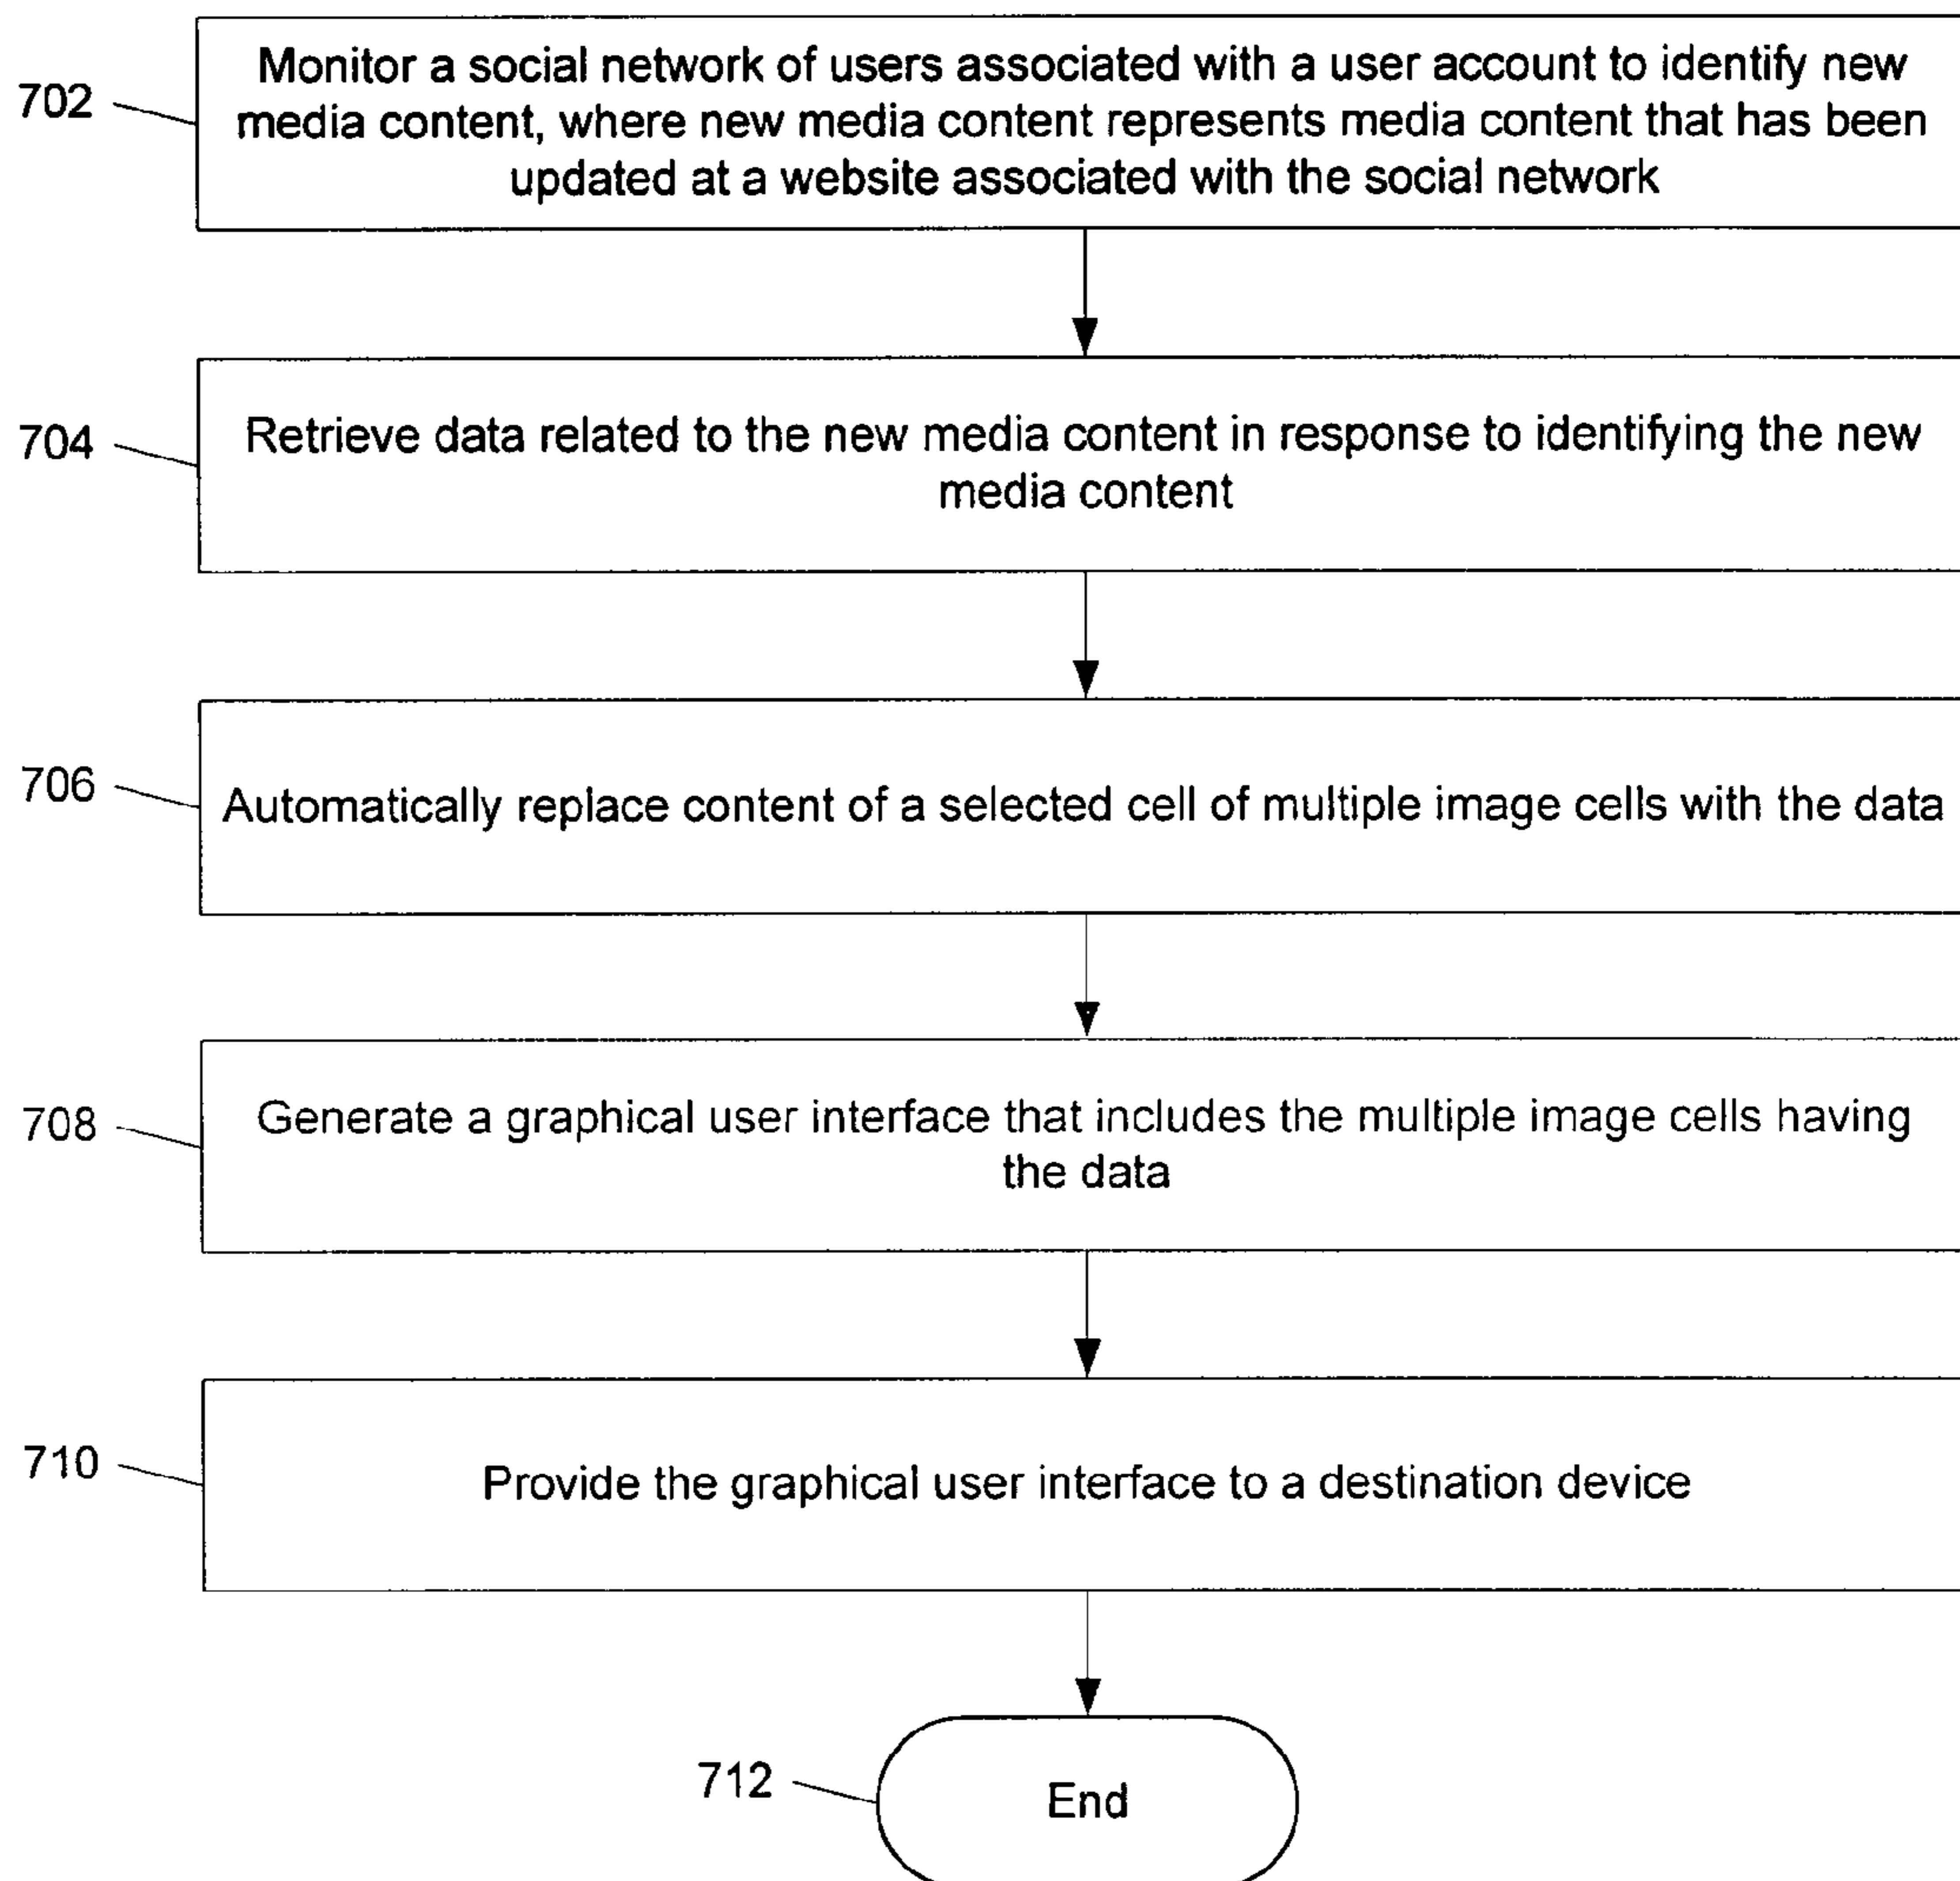 702
Monitor a social network of users associated with a user account to identify new
media content, where new media content represents media content that has been
updated at a website associated with the social network
704
Retrieve data related to the new media content in response to identifying the new
media content
706
Automatically replace content of a selected cell of multiple image cells with the data
708
Generate a graphical user interface that includes the multiple image cells having
the data
710
Provide the graphical user interface to a destination device
712
End